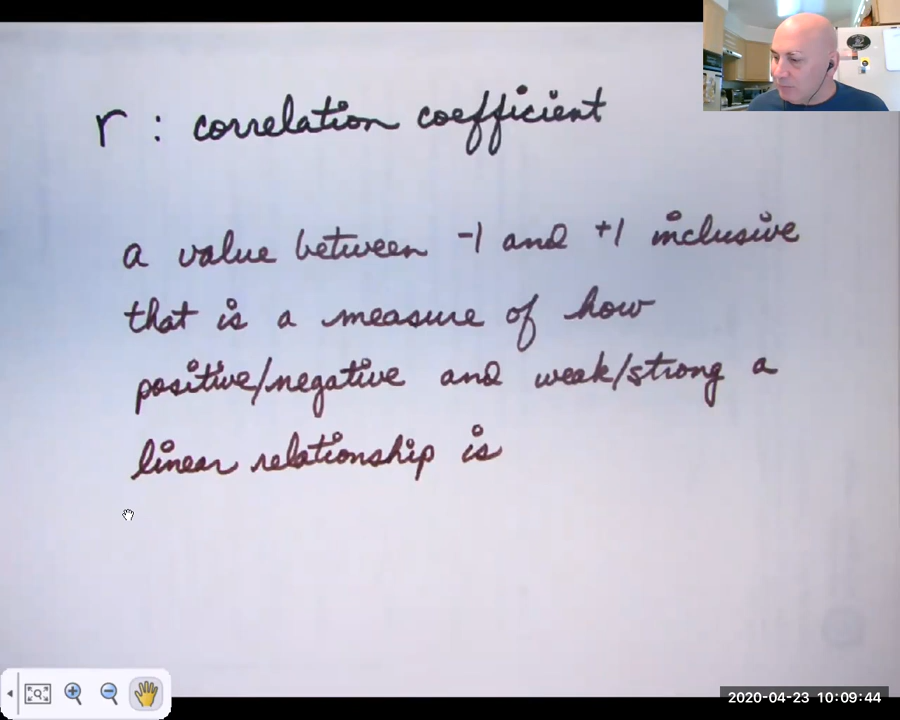 r : correlation coefficient
a value between -1 and +1 inclusive
that is a measure of how
positive/negative and weak/strong a
linear relationship is
2020-04-23 10:09:44